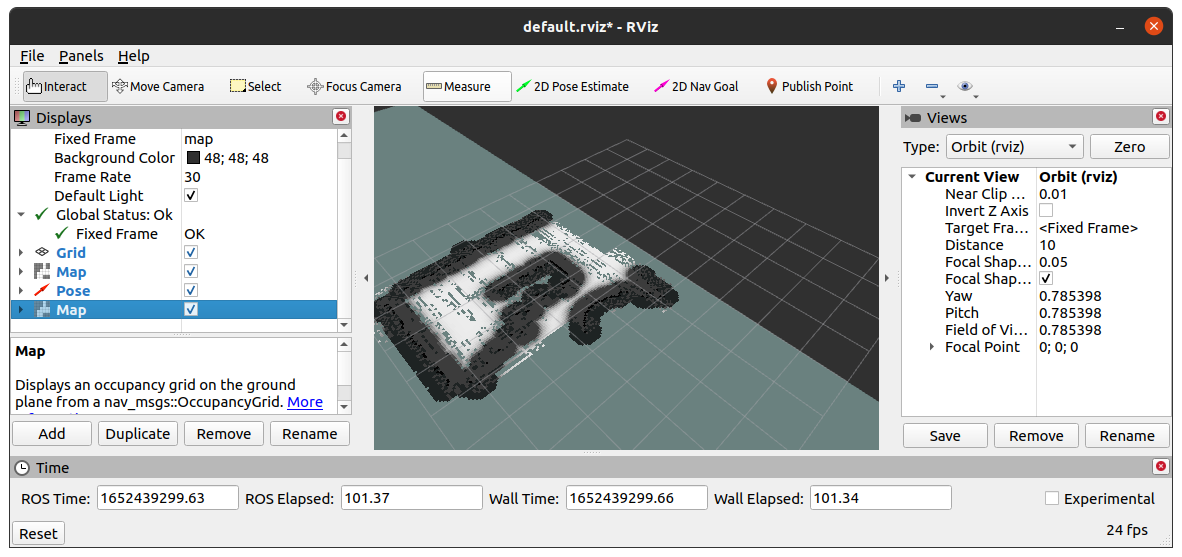 default.rviz* - RViz
File Panels Help
Interact Move Camera Select Focus Camera Measure 2D Pose Estimate 2D Nav Goal Publish Point
Displays
Fixed Frame map
Background Color 48; 48; 48
Frame Rate 30
Default Light
Global Status: Ok
Fixed Frame OK
Grid
Map
Pose
Map
Map
Displays an occupancy grid on the ground
plane from a nav_msgs::OccupancyGrid. More
Add Duplicate Remove Rename
Views
Type: Orbit (rviz) Zero
Current View Orbit (rviz)
Near Clip ... 0.01
Invert Z Axis
Target Fra... <Fixed Frame>
Distance 10
Focal Shap... 0.05
Focal Shap...
Yaw 0.785398
Pitch 0.785398
Field of Vi... 0.785398
Focal Point 0; 0; 0
Save Remove Rename
Time
ROS Time: 1652439299.63 ROS Elapsed: 101.37 Wall Time: 1652439299.66 Wall Elapsed: 101.34 Experimental
Reset 24 fps